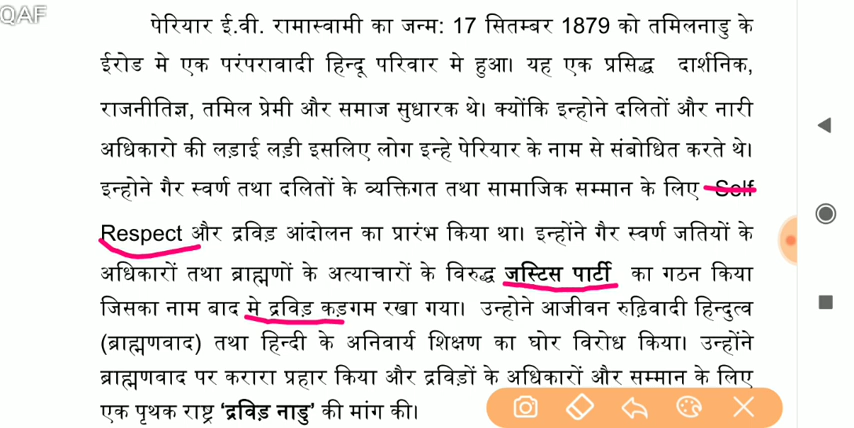 QAF
पेरियार ई.वी. रामास्वामी का जन्म: 17 सितम्बर 1879 को तमिलनाडु के
ईरोड मे एक परंपरावादी हिन्दू परिवार मे हुआ। यह एक प्रसिद्ध दार्शनिक,
राजनीतिज्ञ, तमिल प्रेमी और समाज सुधारक थे। क्योंकि इन्होने दलितों और नारी
अधिकारो की लड़ाई लड़ी इसलिए लोग इन्हे पेरियार के नाम से संबोधित करते थे।
इन्होने गैर स्वर्ण तथा दलितों के व्यक्तिगत तथा सामाजिक सम्मान के लिए Self
Respect और द्रविड़ आंदोलन का प्रारंभ किया था। इन्होंने गैर स्वर्ण जतियों के
अधिकारों तथा ब्राह्मणों के अत्याचारों के विरुद्ध जस्टिस पार्टी का गठन किया
जिसका नाम बाद मे द्रविड़ कड़गम रखा गया। उन्होने आजीवन रुढ़िवादी हिन्दुत्व
(ब्राह्मणवाद) तथा हिन्दी के अनिवार्य शिक्षण का घोर विरोध किया। उन्होंने
ब्राह्मणवाद पर करारा प्रहार किया और द्रविड़ों के अधिकारों और सम्मान के लिए
एक पृथक राष्ट्र ‘द्रविड़ नाडु’ की मांग की।